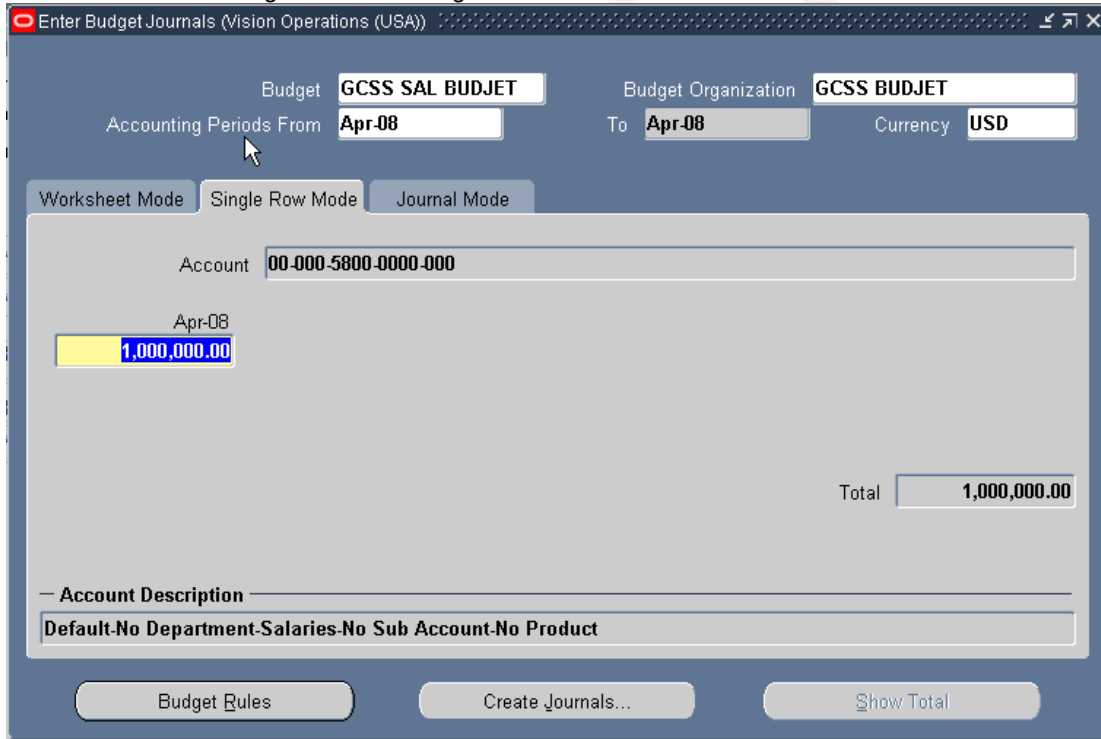 Enter Budget Journals (Vision Operations (USA))
Budget GCSS SAL BUDJET Budget Organization GCSS BUDJET
Accounting Periods From Apr-08 To Apr-08 Currency USD
Worksheet Mode Single Row Mode Journal Mode
Account 00-000-5800-0000-000
Apr-08
1,000,000.00
Total 1,000,000.00
Account Description
Default-No Department-Salaries-No Sub Account-No Product
Budget Rules Create Journals... Show Total